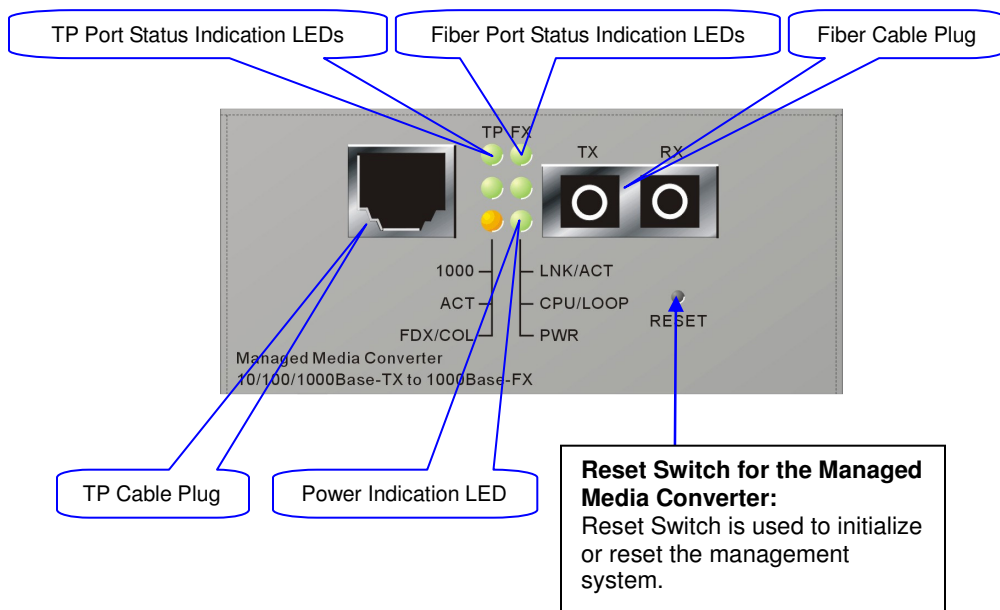 TP Port Status Indication LEDs
Fiber Port Status Indication LEDs
Fiber Cable Plug
TP FX
TX
RX
1000
LNK/ACT
ACT
CPU/LOOP
FDX/COL
PWR
RESET
Managed Media Converter
10/100/1000Base-TX to 1000Base-FX
TP Cable Plug
Power Indication LED
Reset Switch for the Managed
Media Converter:
Reset Switch is used to initialize
or reset the management
system.